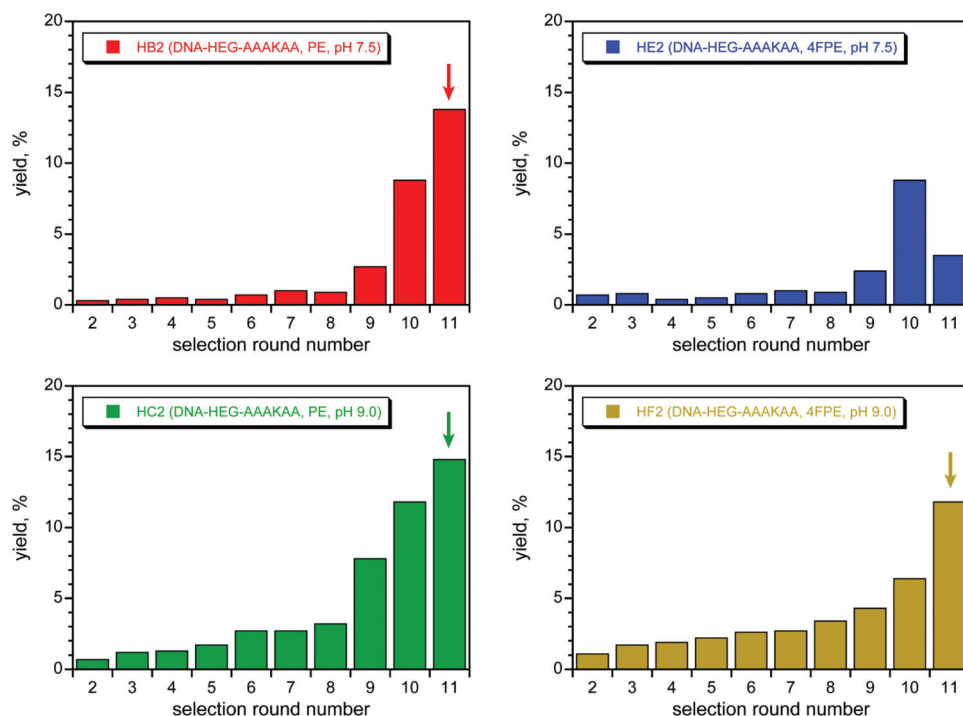 20
15
10
5
0
yield, %
HB2 (DNA-HEG-AAAKAA, PE, pH 7.5)
2 3 4 5 6 7 8 9 10 11
selection round number
20
15
10
5
0
yield, %
HE2 (DNA-HEG-AAAKAA, 4FPE, pH 7.5)
2 3 4 5 6 7 8 9 10 11
selection round number
20
15
10
5
0
yield, %
HC2 (DNA-HEG-AAAKAA, PE, pH 9.0)
2 3 4 5 6 7 8 9 10 11
selection round number
20
15
10
5
0
yield, %
HF2 (DNA-HEG-AAAKAA, 4FPE, pH 9.0)
2 3 4 5 6 7 8 9 10 11
selection round number